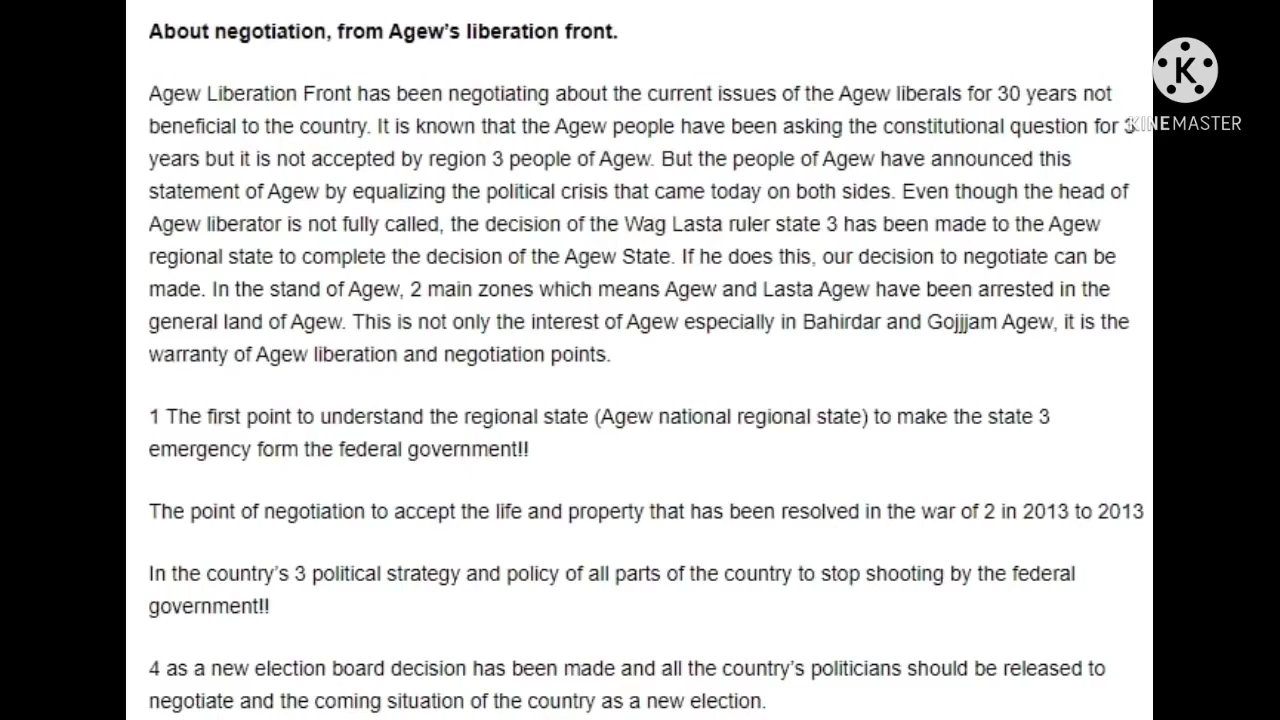 About negotiation, from Agew's liberation front.
Agew Liberation Front has been negotiating about the current issues of the Agew liberals for 30 years not
beneficial to the country. It is known that the Agew people have been asking the constitutional question for 3
years but it is not accepted by region 3 people of Agew. But the people of Agew have announced this
statement of Agew by equalizing the political crisis that came today on both sides. Even though the head of
Agew liberator is not fully called, the decision of the Wag Lasta ruler state 3 has been made to the Agew
regional state to complete the decision of the Agew State. If he does this, our decision to negotiate can be
made. In the stand of Agew, 2 main zones which means Agew and Lasta Agew have been arrested in the
general land of Agew. This is not only the interest of Agew especially in Bahirdar and Gojjjam Agew, it is the
warranty of Agew liberation and negotiation points.
1 The first point to understand the regional state (Agew national regional state) to make the state 3
emergency form the federal government!!
The point of negotiation to accept the life and property that has been resolved in the war of 2 in 2013 to 2013
In the country's 3 political strategy and policy of all parts of the country to stop shooting by the federal
government!!
4 as a new election board decision has been made and all the country's politicians should be released to
negotiate and the coming situation of the country as a new election.
K
KINEMASTER